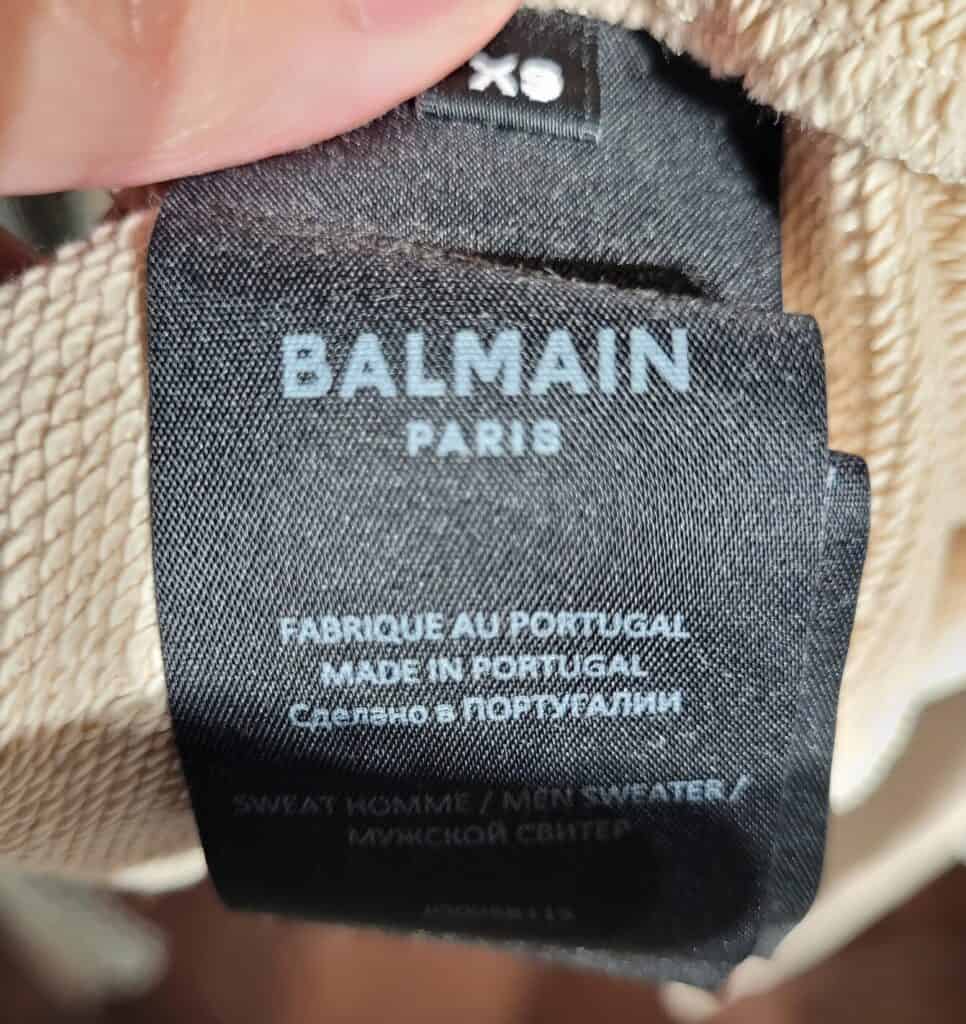 XS
BALMAIN
PARIS
FABRIQUE AU PORTUGAL
MADE IN PORTUGAL
Сделано в ПОРТУГАЛИИ
SWEAT HOMME / MEN SWEATER/
МУЖСКОЙ СВИТЕР